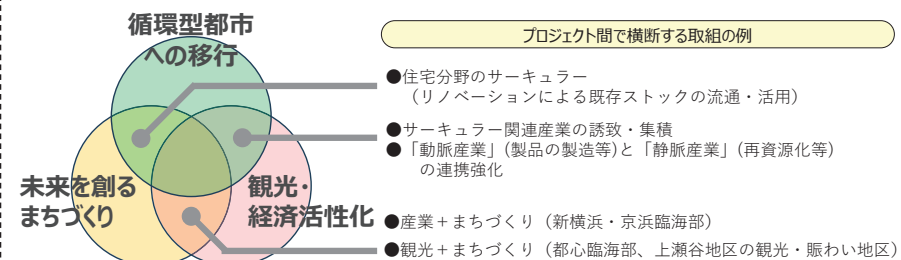 循環型都市
への移行
未来を創る
まちづくり
観光・
経済活性化
プロジェクト間で横断する取組の例
●住宅分野のサーキュラー
（リノベーションによる既存ストックの流通・活用）
●サーキュラー関連産業の誘致・集積
●「動脈産業」(製品の製造等)と「静脈産業」(再資源化等)
の連携強化
●産業＋まちづくり（新横浜・京浜臨海部）
●観光＋まちづくり（都心臨海部、上瀬谷地区の観光・賑わい地区）